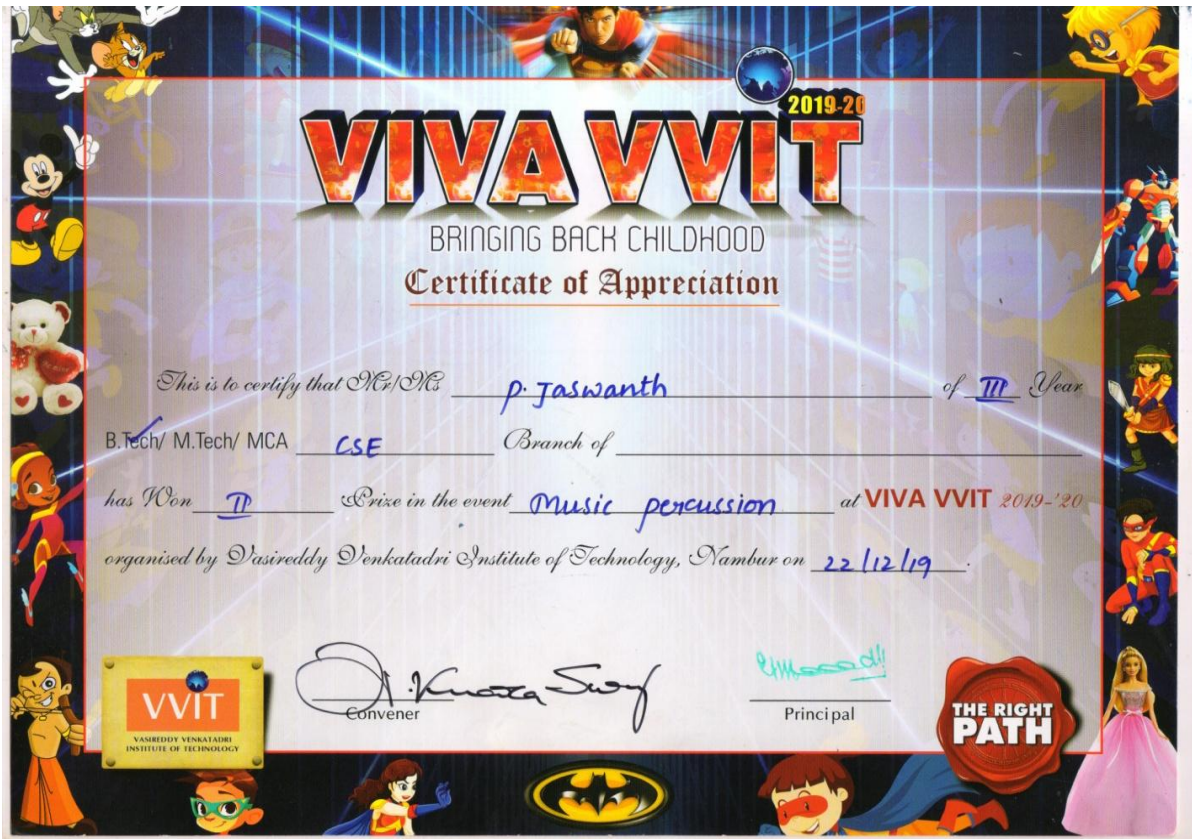 2019-20
VIVA VVIT
BRINGING BACK CHILDHOOD
Certificate of Appreciation
This is to certify that Mr/Ms P. Jaswanth of III Year
B.Tech/ M.Tech/ MCA CSE Branch of
has Won II Prize in the event Music percussion at VIVA VVIT 2019-'20
organised by Vasireddy Venkatadri Institute of Technology, Nambur on 22/12/19.
Convener
Principal
VVIT
VASIREDDY VENKATADRI
INSTITUTE OF TECHNOLOGY
THE RIGHT
PATH